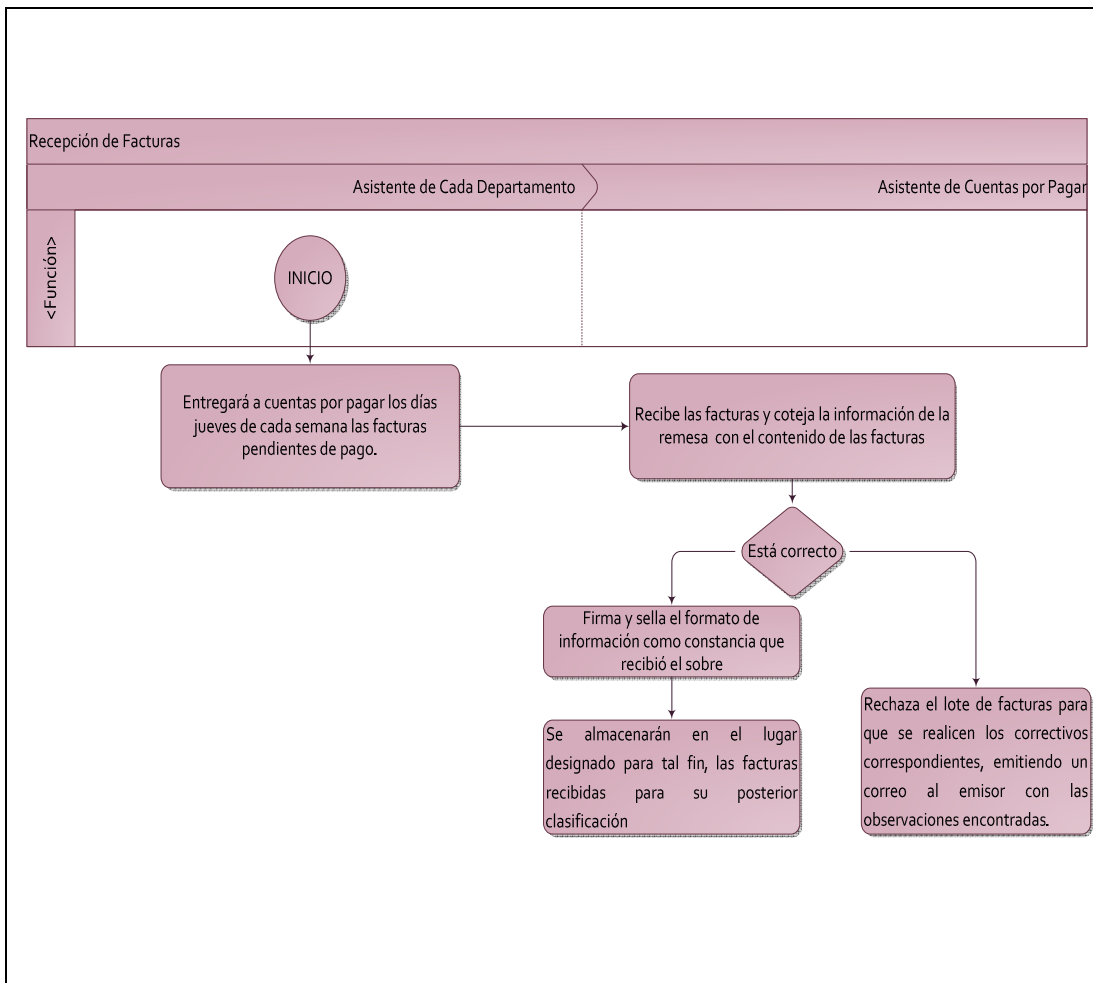 Recepción de Facturas
Asistente de Cada Departamento
Asistente de Cuentas por Pagar
<Función>
INICIO
Entregará a cuentas por pagar los días
jueves de cada semana las facturas
pendientes de pago.
Recibe las facturas y coteja la información de la
remesa con el contenido de las facturas
Está correcto
Firma y sella el formato de
información como constancia que
recibió el sobre
Se almacenarán en el lugar
designado para tal fin, las facturas
recibidas para su posterior
clasificación
Rechaza el lote de facturas para
que se realicen los correctivos
correspondientes, emitiendo un
correo al emisor con las
observaciones encontradas.